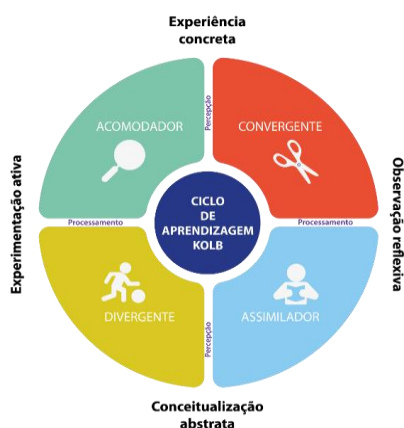 Experiência
concreta
ACOMODADOR
Percepção
CONVERGENTE
Experimentação ativa
Processamento
CICLO
DE
APRENDIZAGEM
KOLB
Processamento
Observação reflexiva
DIVERGENTE
Percepção
ASSIMILADOR
Conceitualização
abstrata